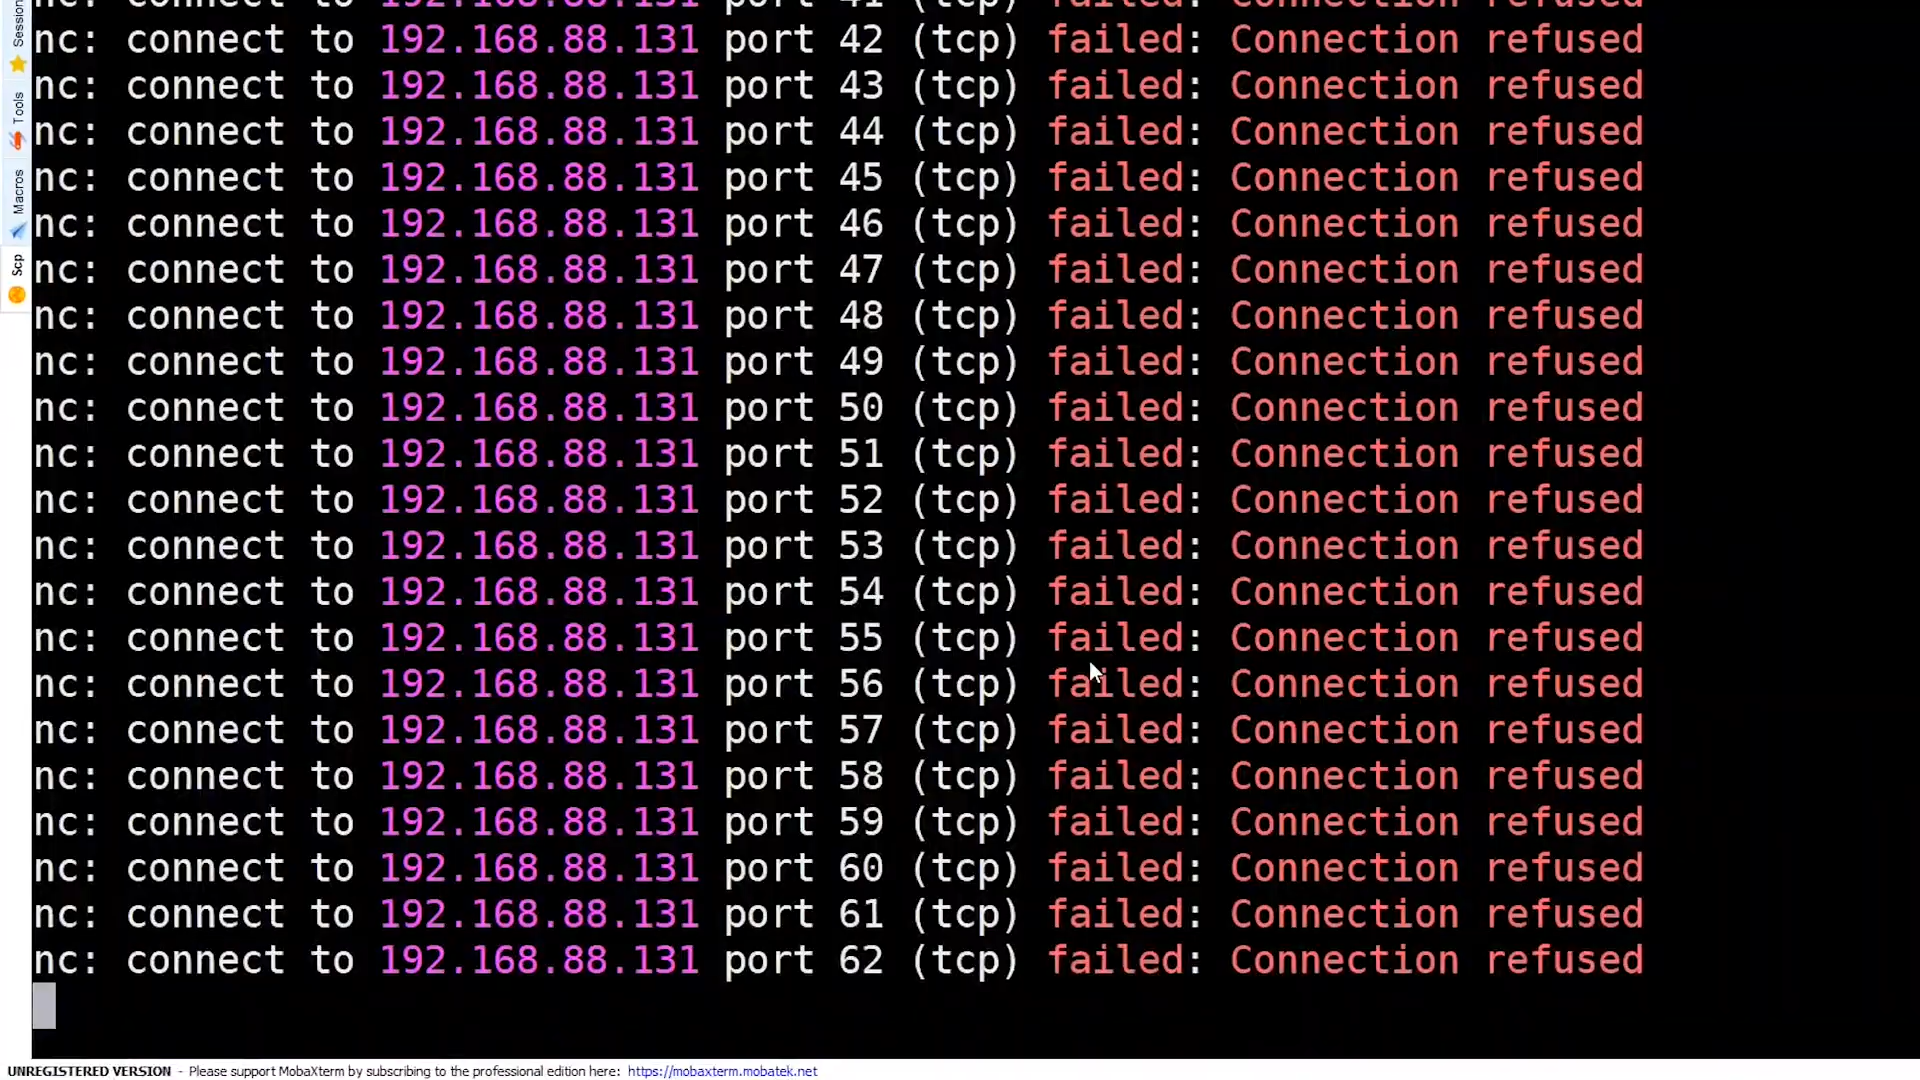 nc: connect to 192.168.88.131 port 41 (tcp) failed: Connection refused
nc: connect to 192.168.88.131 port 42 (tcp) failed: Connection refused
nc: connect to 192.168.88.131 port 43 (tcp) failed: Connection refused
nc: connect to 192.168.88.131 port 44 (tcp) failed: Connection refused
nc: connect to 192.168.88.131 port 45 (tcp) failed: Connection refused
nc: connect to 192.168.88.131 port 46 (tcp) failed: Connection refused
nc: connect to 192.168.88.131 port 47 (tcp) failed: Connection refused
nc: connect to 192.168.88.131 port 48 (tcp) failed: Connection refused
nc: connect to 192.168.88.131 port 49 (tcp) failed: Connection refused
nc: connect to 192.168.88.131 port 50 (tcp) failed: Connection refused
nc: connect to 192.168.88.131 port 51 (tcp) failed: Connection refused
nc: connect to 192.168.88.131 port 52 (tcp) failed: Connection refused
nc: connect to 192.168.88.131 port 53 (tcp) failed: Connection refused
nc: connect to 192.168.88.131 port 54 (tcp) failed: Connection refused
nc: connect to 192.168.88.131 port 55 (tcp) failed: Connection refused
nc: connect to 192.168.88.131 port 56 (tcp) failed: Connection refused
nc: connect to 192.168.88.131 port 57 (tcp) failed: Connection refused
nc: connect to 192.168.88.131 port 58 (tcp) failed: Connection refused
nc: connect to 192.168.88.131 port 59 (tcp) failed: Connection refused
nc: connect to 192.168.88.131 port 60 (tcp) failed: Connection refused
nc: connect to 192.168.88.131 port 61 (tcp) failed: Connection refused
nc: connect to 192.168.88.131 port 62 (tcp) failed: Connection refused
Session
Tools
Macros
Scp
UNREGISTERED VERSION - Please support MobaXterm by subscribing to the professional edition here: https://mobaxterm.mobatek.net